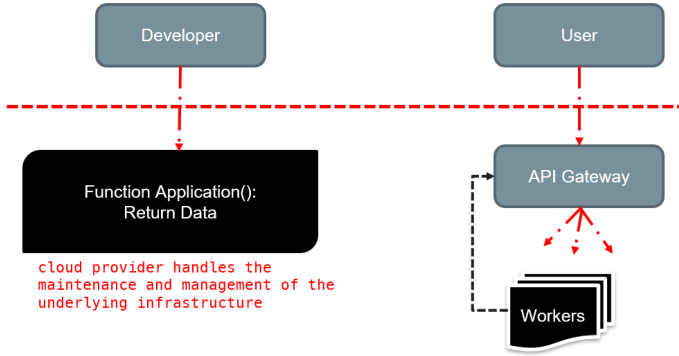 Developer
User
Function Application():
Return Data
API Gateway
cloud provider handles the
maintenance and management of the
underlying infrastructure
Workers